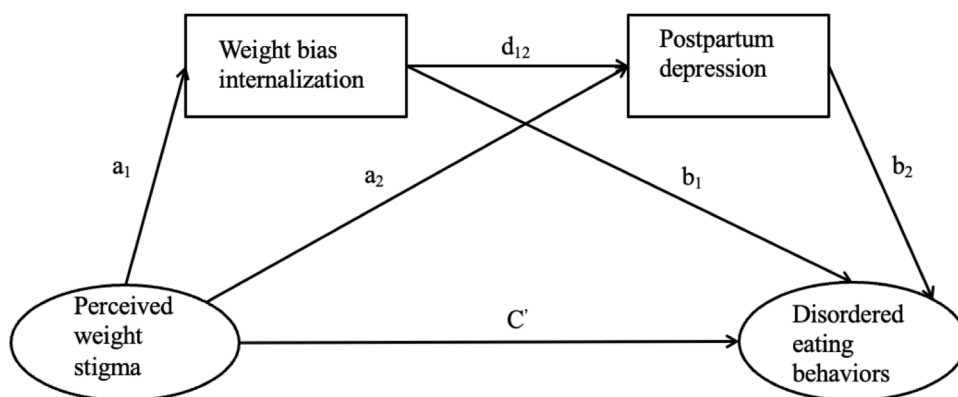 Weight bias
internalization
d12
Postpartum
depression
a1
a2
b1
b2
Perceived
weight
stigma
C'
Disordered
eating
behaviors